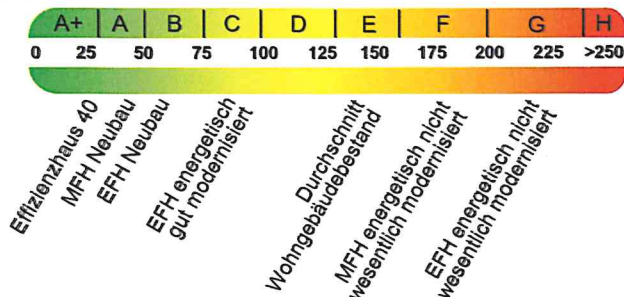 A+ A B C D E F G H
0 25 50 75 100 125 150 175 200 225 >250
Effizienzhaus 40
MFH Neubau
EFH Neubau
EFH energetisch
gut modernisiert
Durchschnitt
Wohngebäudebestand
MFH energetisch nicht
wesentlich modernisiert
EFH energetisch nicht
wesentlich modernisiert